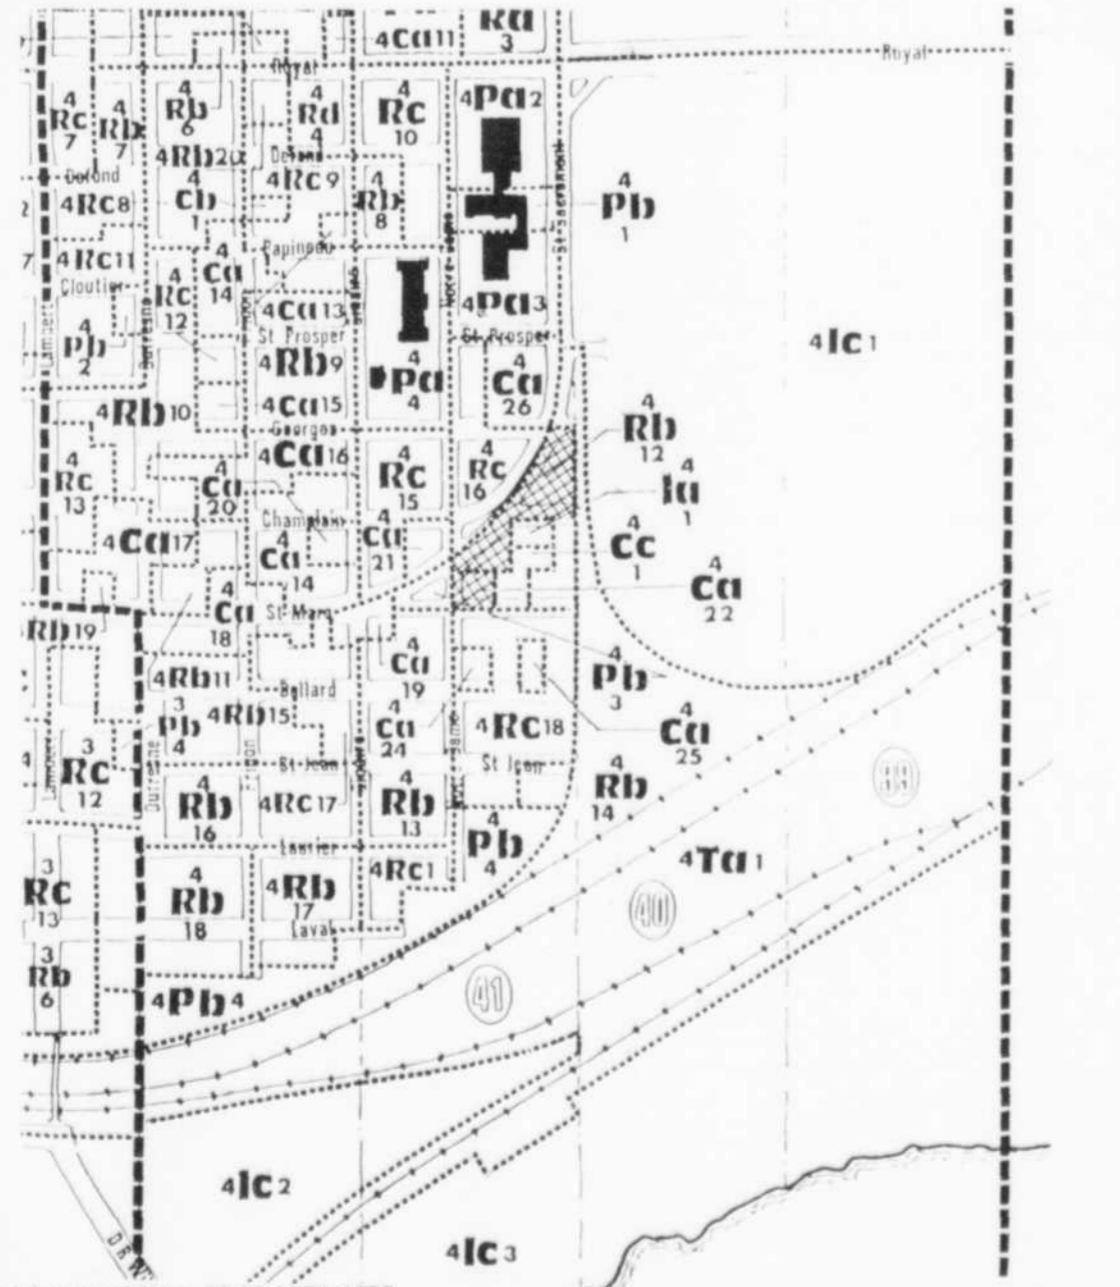 4Ca11
4
Ra
3
Royal
Royal
4
Rc
7
4
Rb
7
4
Rb
6
4
Rd
4
4
Rc
10
4Pa2
4Rb20
4Rc9
4
Rb
8
4
Cb
1
4Rc8
4
Pb
1
4Rc11
Cloutier
4
Rc
12
4
Ca
14
Papineau
4Ca13
St Prosper
4Pa3
St Prosper
4
Pb
2
4Rb9
4
Pa
4
4
Ca
26
4Ic1
4Rb10
4Ca15
Georges
4Ca16
4
Rb
12
4
Rc
13
4
Ca
20
4
Rc
15
4
Rc
16
4
Ia
1
4Ca17
Champlain
4
Ca
14
4
Ca
21
4
Cc
1
4
Ca
22
4
Ca
18
St Marc
Rb19
4Rb11
4
Ca
19
4
Pb
3
3
Pb
4
4Rb15
4
Ca
24
4Rc18
4
Ca
25
3
Rc
12
St Jean
St Jean
4
Rb
16
4Rc17
4
Rb
13
4
Rb
14
39
4
Pb
4
4Ta1
3
Rc
13
4
Rb
18
4
Rb
17
4Rc1
40
Laval
3
Rb
6
4Pb4
41
4Ic2
4Ic3